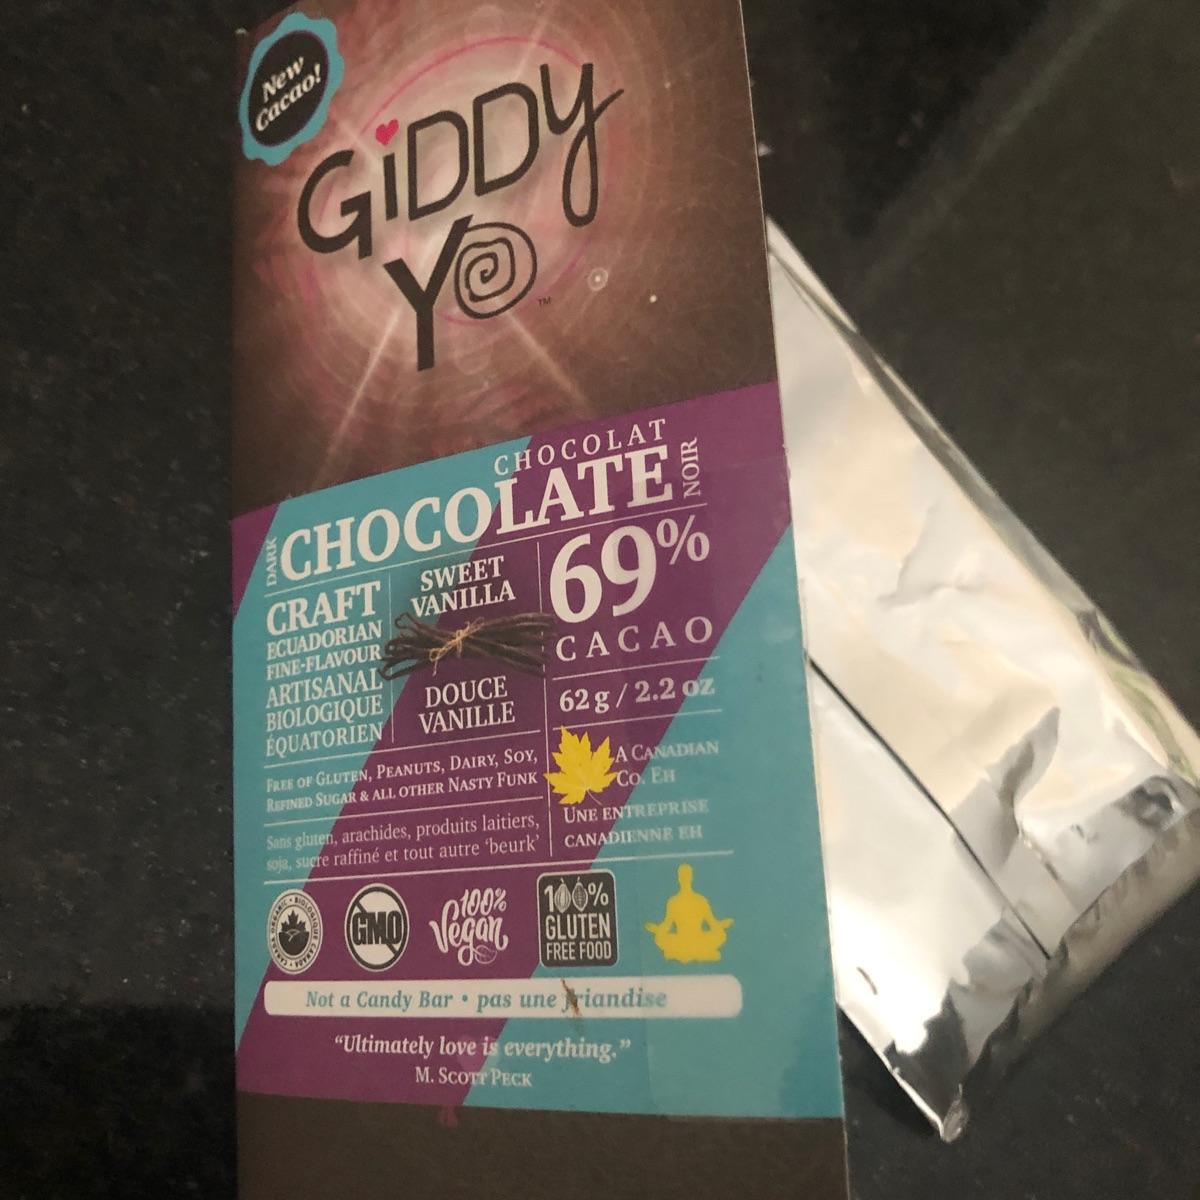 New
Cacao!
GiDDy
Yo
TM
CHOCOLAT
DARK CHOCOLATE NOIR
CRAFT
ECUADORIAN
FINE-FLAVOUR
ARTISANAL
BIOLOGIQUE
ÉQUATORIEN
SWEET
VANILLA
DOUCE
VANILLE
69%
CACAO
62 g / 2.2 oz
FREE OF GLUTEN, PEANUTS, DAIRY, SOY,
REFINED SUGAR & ALL OTHER NASTY FUNK
Sans gluten, arachides, produits laitiers,
soja, sucre raffiné et tout autre ‘beurk’
A CANADIAN
CO. EH
UNE ENTREPRISE
CANADIENNE EH
CANADA ORGANIC • BIOLOGIQUE CANADA
GMO
100%
Vegan
100%
GLUTEN
FREE FOOD
Not a Candy Bar • pas une friandise
“Ultimately love is everything.”
M. SCOTT PECK